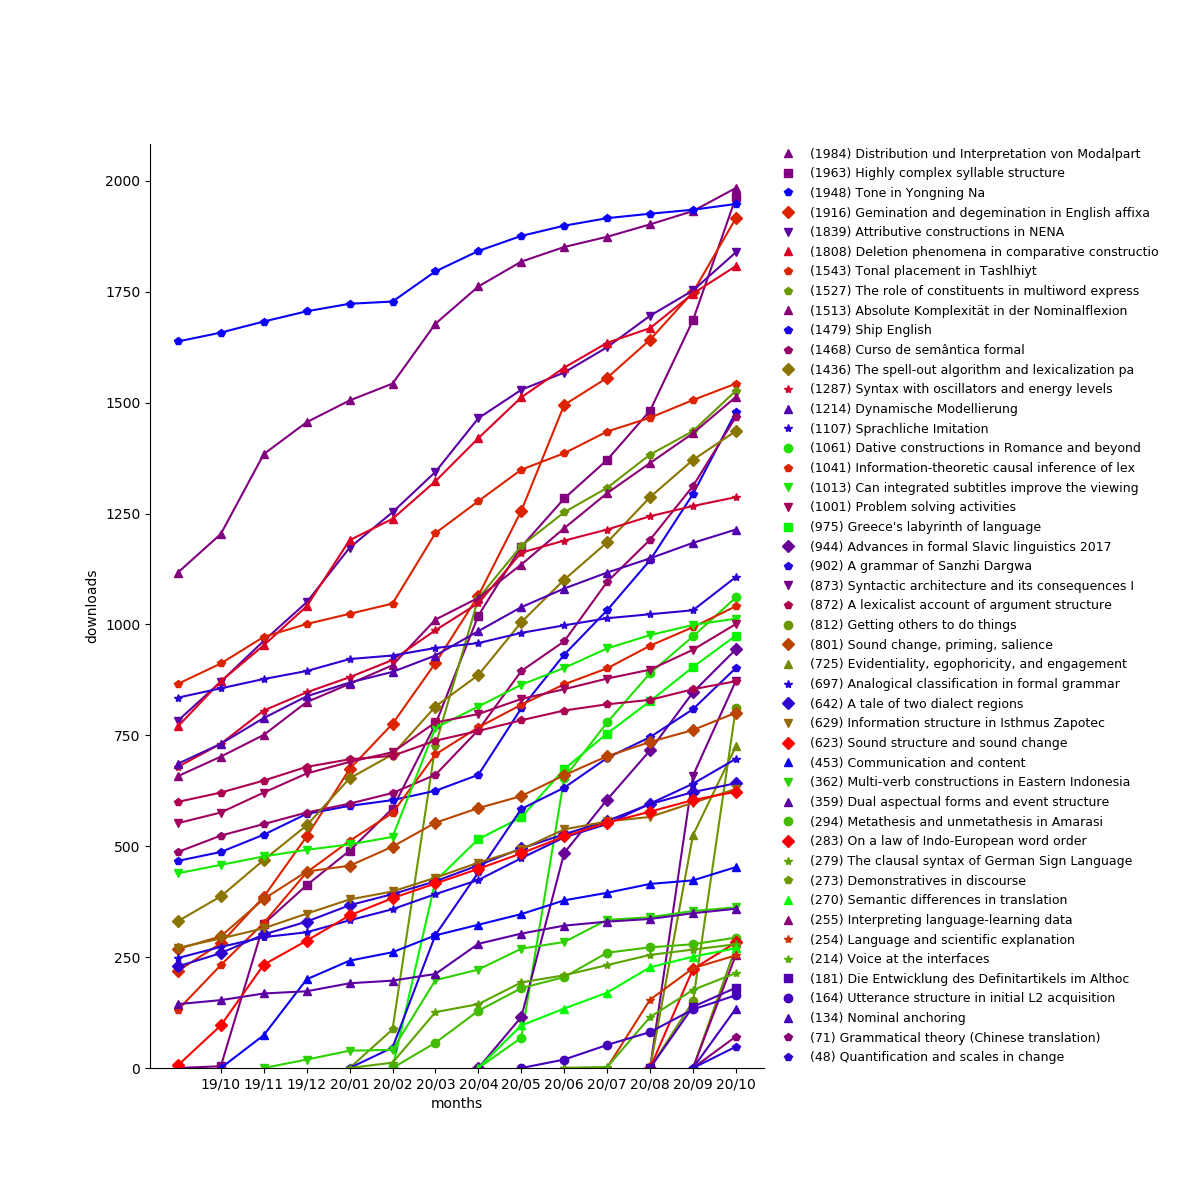 2000
1750
1500
1250
1000
750
500
250
0
downloads
19/10 19/11 19/12 20/01 20/02 20/03 20/04 20/05 20/06 20/07 20/08 20/09 20/10
months
(1984) Distribution und Interpretation von Modalpart
(1963) Highly complex syllable structure
(1948) Tone in Yongning Na
(1916) Gemination and degemination in English affixa
(1839) Attributive constructions in NENA
(1808) Deletion phenomena in comparative constructio
(1543) Tonal placement in Tashlhiyt
(1527) The role of constituents in multiword express
(1513) Absolute Komplexität in der Nominalflexion
(1479) Ship English
(1468) Curso de semântica formal
(1436) The spell-out algorithm and lexicalization pa
(1287) Syntax with oscillators and energy levels
(1214) Dynamische Modellierung
(1107) Sprachliche Imitation
(1061) Dative constructions in Romance and beyond
(1041) Information-theoretic causal inference of lex
(1013) Can integrated subtitles improve the viewing
(1001) Problem solving activities
(975) Greece's labyrinth of language
(944) Advances in formal Slavic linguistics 2017
(902) A grammar of Sanzhi Dargwa
(873) Syntactic architecture and its consequences I
(872) A lexicalist account of argument structure
(812) Getting others to do things
(801) Sound change, priming, salience
(725) Evidentiality, egophoricity, and engagement
(697) Analogical classification in formal grammar
(642) A tale of two dialect regions
(629) Information structure in Isthmus Zapotec
(623) Sound structure and sound change
(453) Communication and content
(362) Multi-verb constructions in Eastern Indonesia
(359) Dual aspectual forms and event structure
(294) Metathesis and unmetathesis in Amarasi
(283) On a law of Indo-European word order
(279) The clausal syntax of German Sign Language
(273) Demonstratives in discourse
(270) Semantic differences in translation
(255) Interpreting language-learning data
(254) Language and scientific explanation
(214) Voice at the interfaces
(181) Die Entwicklung des Definitartikels im Althoc
(164) Utterance structure in initial L2 acquisition
(134) Nominal anchoring
(71) Grammatical theory (Chinese translation)
(48) Quantification and scales in change